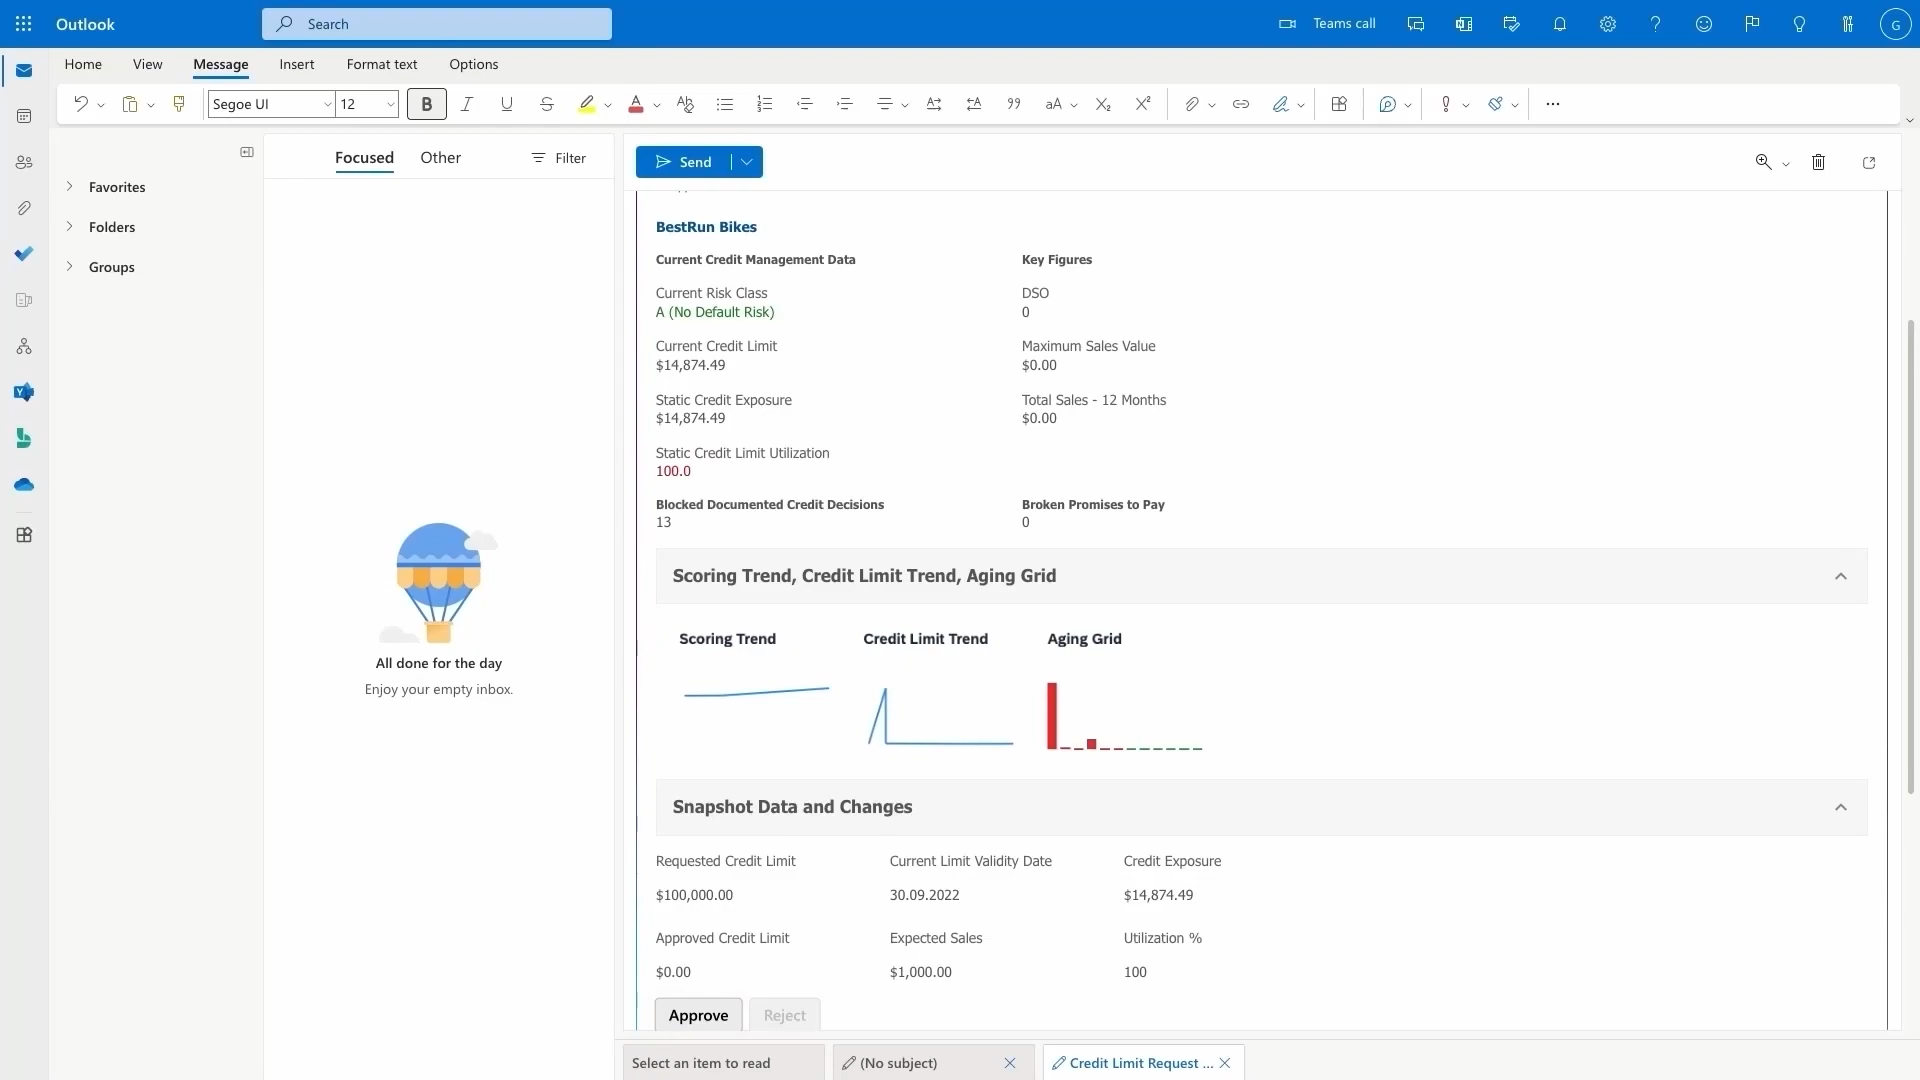 Outlook
Search
Teams call
G
Home
View
Message
Insert
Format text
Options
Segoe UI
12
B
Favorites
Folders
Groups
Focused
Other
Filter
All done for the day
Enjoy your empty inbox.
Send
BestRun Bikes
Current Credit Management Data
Key Figures
Current Risk Class
A (No Default Risk)
DSO
0
Current Credit Limit
$14,874.49
Maximum Sales Value
$0.00
Static Credit Exposure
$14,874.49
Total Sales - 12 Months
$0.00
Static Credit Limit Utilization
100.0
Blocked Documented Credit Decisions
13
Broken Promises to Pay
0
Scoring Trend, Credit Limit Trend, Aging Grid
Scoring Trend
Credit Limit Trend
Aging Grid
Snapshot Data and Changes
Requested Credit Limit
Current Limit Validity Date
Credit Exposure
$100,000.00
30.09.2022
$14,874.49
Approved Credit Limit
Expected Sales
Utilization %
$0.00
$1,000.00
100
Approve
Reject
Select an item to read
(No subject)
Credit Limit Request ...